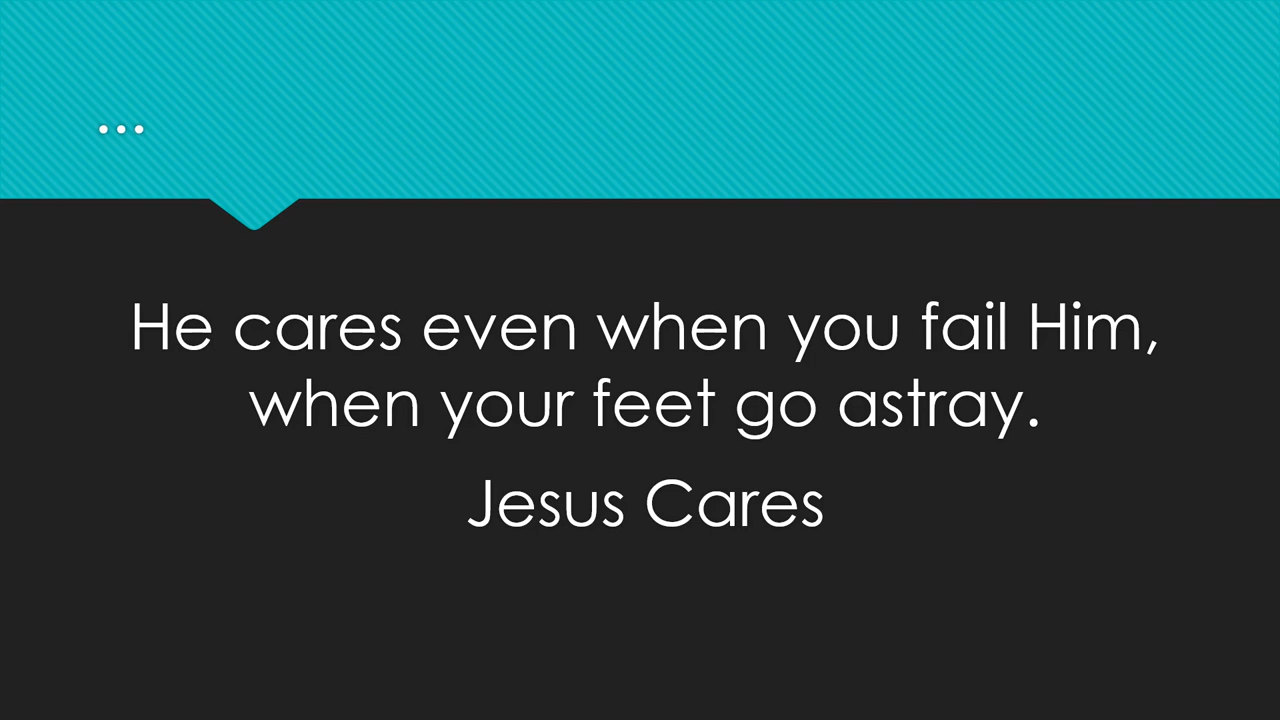 ...
He cares even when you fail Him,
when your feet go astray.
Jesus Cares